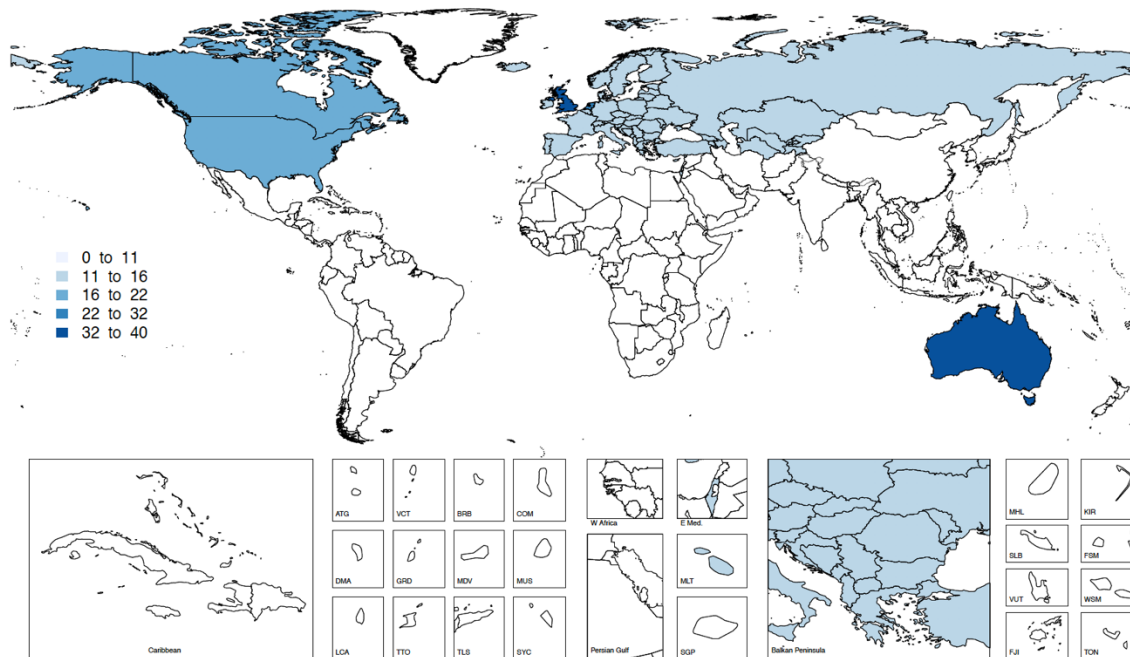 0 to 11
11 to 16
16 to 22
22 to 32
32 to 40
ATG
VCT
BRB
COM
DMA
GRD
MDV
MUS
LCA
TTO
TLS
SYC
Caribbean
W Africa
E Med.
Persian Gulf
MLT
SGP
Balkan Peninsula
MHL
KIR
SLB
FSM
VUT
WSM
FJI
TON